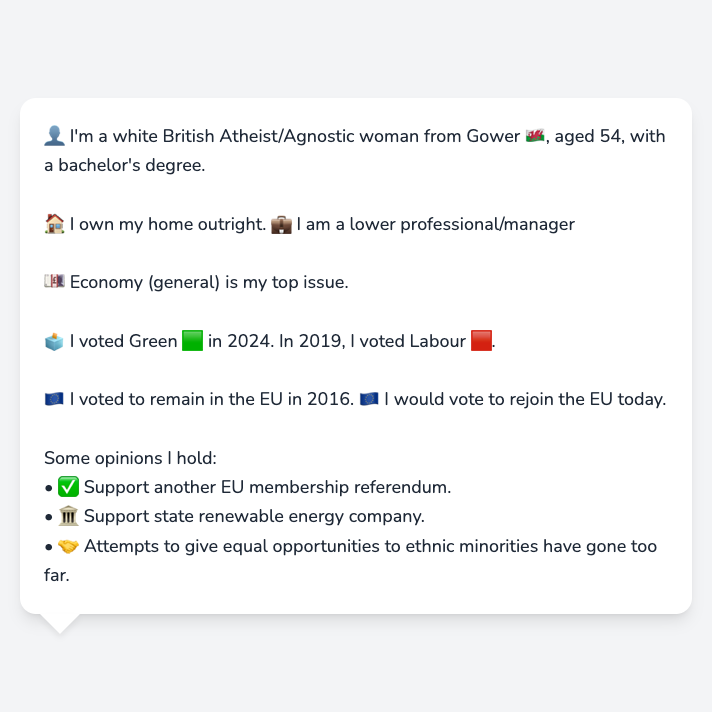 👤 I'm a white British Atheist/Agnostic woman from Gower 🏴󠁧󠁢󠁷󠁬󠁳󠁿, aged 54, with
a bachelor's degree.
🏠 I own my home outright. 💼 I am a lower professional/manager
💷 Economy (general) is my top issue.
🗳️ I voted Green 🟩 in 2024. In 2019, I voted Labour 🟥.
🇪🇺 I voted to remain in the EU in 2016. 🇪🇺 I would vote to rejoin the EU today.
Some opinions I hold:
• ✅ Support another EU membership referendum.
• 🏛️ Support state renewable energy company.
• 🤝 Attempts to give equal opportunities to ethnic minorities have gone too
far.